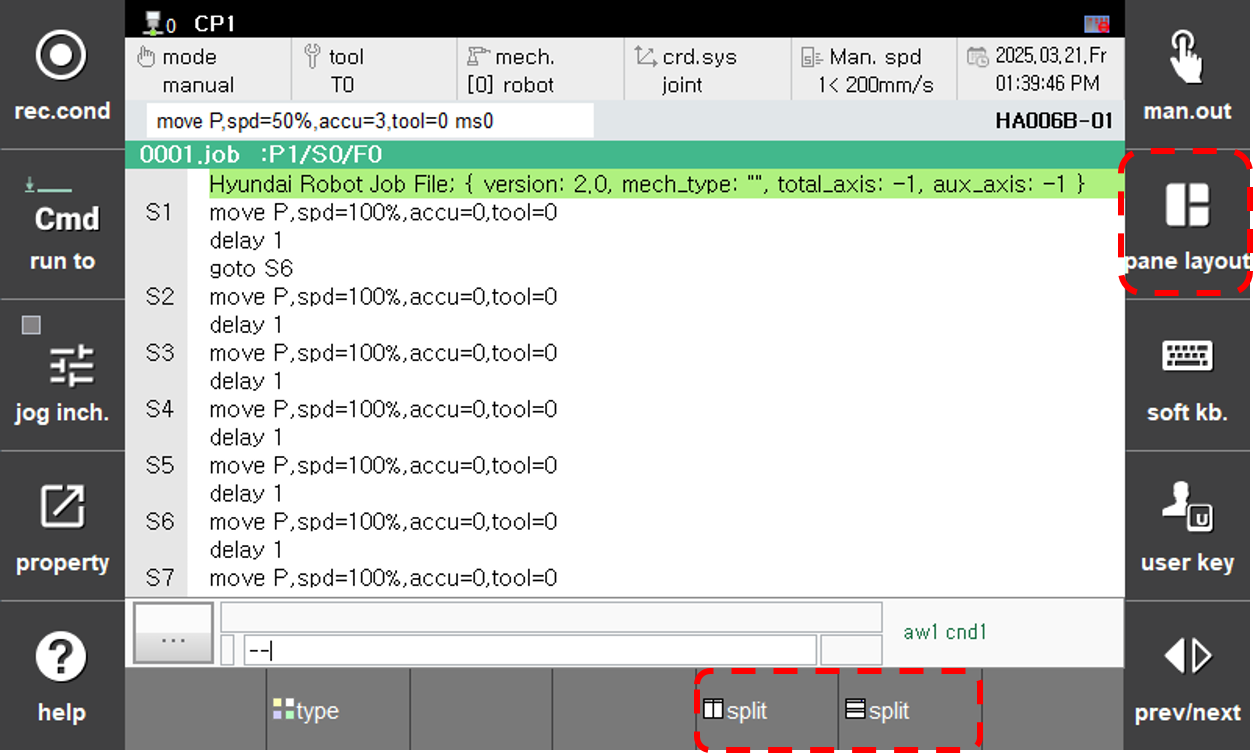 0 CP1
mode
manual
tool
T0
mech.
[0] robot
crd.sys
joint
Man. spd
1< 200mm/s
2025.03.21.Fr
01:39:46 PM
move P,spd=50%,accu=3,tool=0 ms0
HA006B-01
0001.job :P1/S0/F0
Hyundai Robot Job File; { version: 2.0, mech_type: "", total_axis: -1, aux_axis: -1 }
S1 move P,spd=100%,accu=0,tool=0
delay 1
goto S6
S2 move P,spd=100%,accu=0,tool=0
delay 1
S3 move P,spd=100%,accu=0,tool=0
delay 1
S4 move P,spd=100%,accu=0,tool=0
delay 1
S5 move P,spd=100%,accu=0,tool=0
delay 1
S6 move P,spd=100%,accu=0,tool=0
delay 1
S7 move P,spd=100%,accu=0,tool=0
...
aw1 cnd1
--
type
split
split
rec.cond
Cmd
run to
jog inch.
property
help
man.out
pane layout
soft kb.
U
user key
prev/next